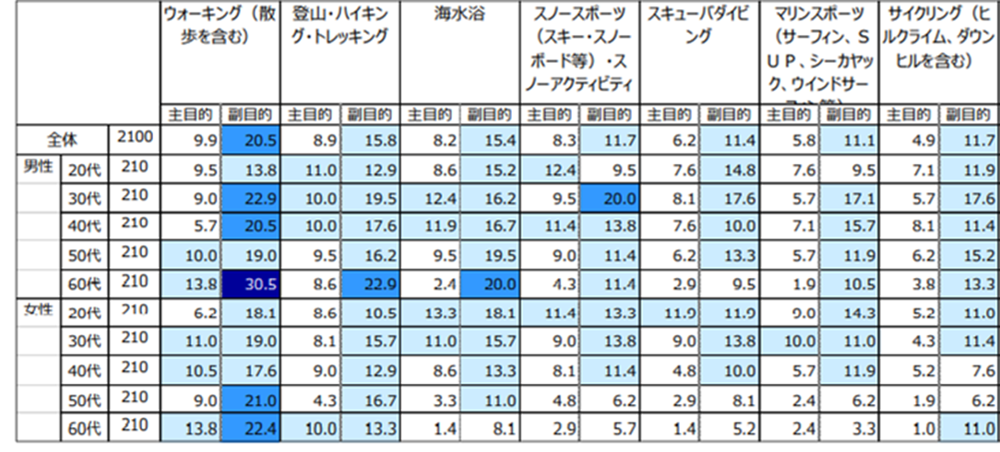 ウォーキング（散 登山・ハイキン 海水浴 スノースポーツ スキューバダイビ マリンスポーツ サイクリング（ヒ
歩を含む） グ・トレッキング （スキー・スノー ング （サーフィン、Ｓ ルクライム、ダウン
ボード等）・ス ＵＰ、シーカヤッ ヒルを含む）
ノーアクティビティ ク、ウインドサー
主目的 副目的 主目的 副目的 主目的 副目的 主目的 副目的 主目的 副目的 主目的 副目的 主目的 副目的
全体 2100 9.9 20.5 8.9 15.8 8.2 15.4 8.3 11.7 6.2 11.4 5.8 11.1 4.9 11.7
男性 20代 210 9.5 13.8 11.0 12.9 8.6 15.2 12.4 9.5 7.6 14.8 7.6 9.5 7.1 11.9
30代 210 9.0 22.9 10.0 19.5 12.4 16.2 9.5 20.0 8.1 17.6 5.7 17.1 5.7 17.6
40代 210 5.7 20.5 10.0 17.6 11.9 16.7 11.4 13.8 7.6 10.0 7.1 15.7 8.1 11.4
50代 210 10.0 19.0 9.5 16.2 9.5 19.5 9.0 11.4 6.2 13.3 5.7 11.9 6.2 15.2
60代 210 13.8 30.5 8.6 22.9 2.4 20.0 4.3 11.4 2.9 9.5 1.9 10.5 3.8 13.3
女性 20代 210 6.2 18.1 8.6 10.5 13.3 18.1 11.4 13.3 11.9 11.9 9.0 14.3 5.2 11.0
30代 210 11.0 19.0 8.1 15.7 11.0 15.7 9.0 13.8 9.0 13.8 10.0 11.0 4.3 11.4
40代 210 10.5 17.6 9.0 12.9 8.6 13.3 8.1 11.4 4.8 10.0 5.7 11.9 5.2 7.6
50代 210 9.0 21.0 4.3 16.7 3.3 11.0 4.8 6.2 2.9 8.1 2.4 6.2 1.9 6.2
60代 210 13.8 22.4 10.0 13.3 1.4 8.1 2.9 5.7 1.4 5.2 2.4 3.3 1.0 11.0